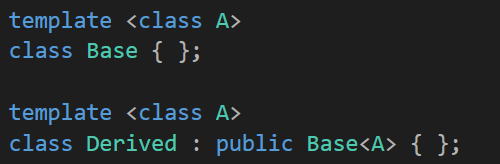 template <class A>
class Base { };
template <class A>
class Derived : public Base<A> { };